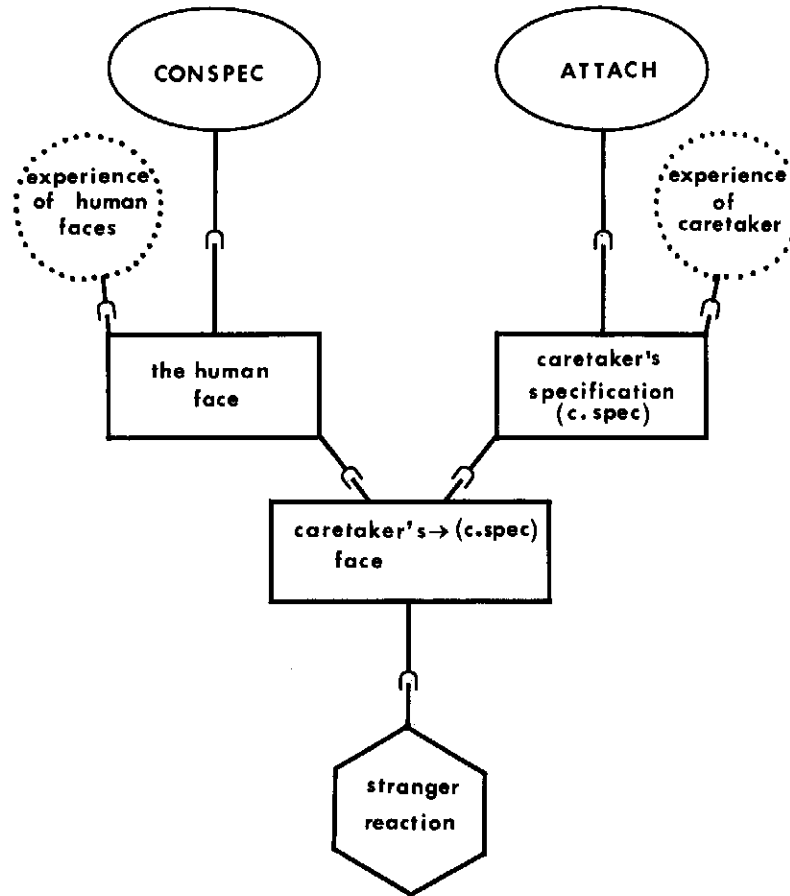 CONSPEC
ATTACH
experience
of human
faces
experience
of
caretaker
the human
face
caretaker's
specification
(c.spec)
caretaker's→(c.spec)
face
stranger
reaction